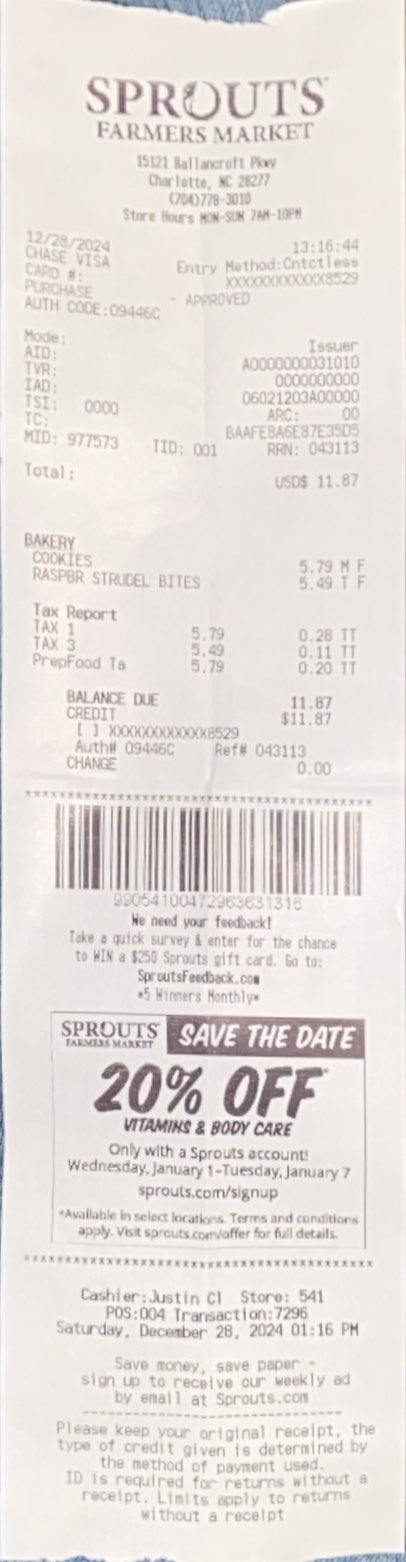 SPROUTS
FARMERS MARKET
15121 Ballancroft Pkwy
Charlotte, NC 28277
(704)778-3010
Store Hours MON-SUN 7AM-10PM
12/28/2024 13:16:44
CHASE VISA Entry Method:Cntctless
CARD #: XXXXXXXXXXXX8529
PURCHASE - APPROVED
AUTH CODE:09446C
Mode: Issuer
AID: A0000000031010
TVR: 0000000000
IAD: 06021203A00000
TSI: 0000 ARC: 00
TC: BAAFEBA6E87E35D5
MID: 977573 TID: 001 RRN: 043113
Total: USD$ 11.87
BAKERY
COOKIES 5.79 M F
RASPBR STRUDEL BITES 5.49 T F
Tax Report
TAX 1 5.79 0.28 TT
TAX 3 5.49 0.11 TT
PrepFood Ta 5.79 0.20 TT
BALANCE DUE 11.87
CREDIT $11.87
[ ] XXXXXXXXXXXX8529
Auth# 09446C Ref# 043113
CHANGE 0.00
99054100472963631316
We need your feedback!
Take a quick survey & enter for the chance
to WIN a $250 Sprouts gift card. Go to:
SproutsFeedback.com
*5 Winners Monthly*
SPROUTS SAVE THE DATE
FARMERS MARKET
20% OFF*
VITAMINS & BODY CARE
Only with a Sprouts account!
Wednesday, January 1–Tuesday, January 7
sprouts.com/signup
*Available in select locations. Terms and conditions
apply. Visit sprouts.com/offer for full details.
Cashier:Justin Cl Store: 541
POS:004 Transaction:7296
Saturday, December 28, 2024 01:16 PM
Save money, save paper -
sign up to receive our weekly ad
by email at Sprouts.com
Please keep your original receipt, the
type of credit given is determined by
the method of payment used.
ID is required for returns without a
receipt. Limits apply to returns
without a receipt